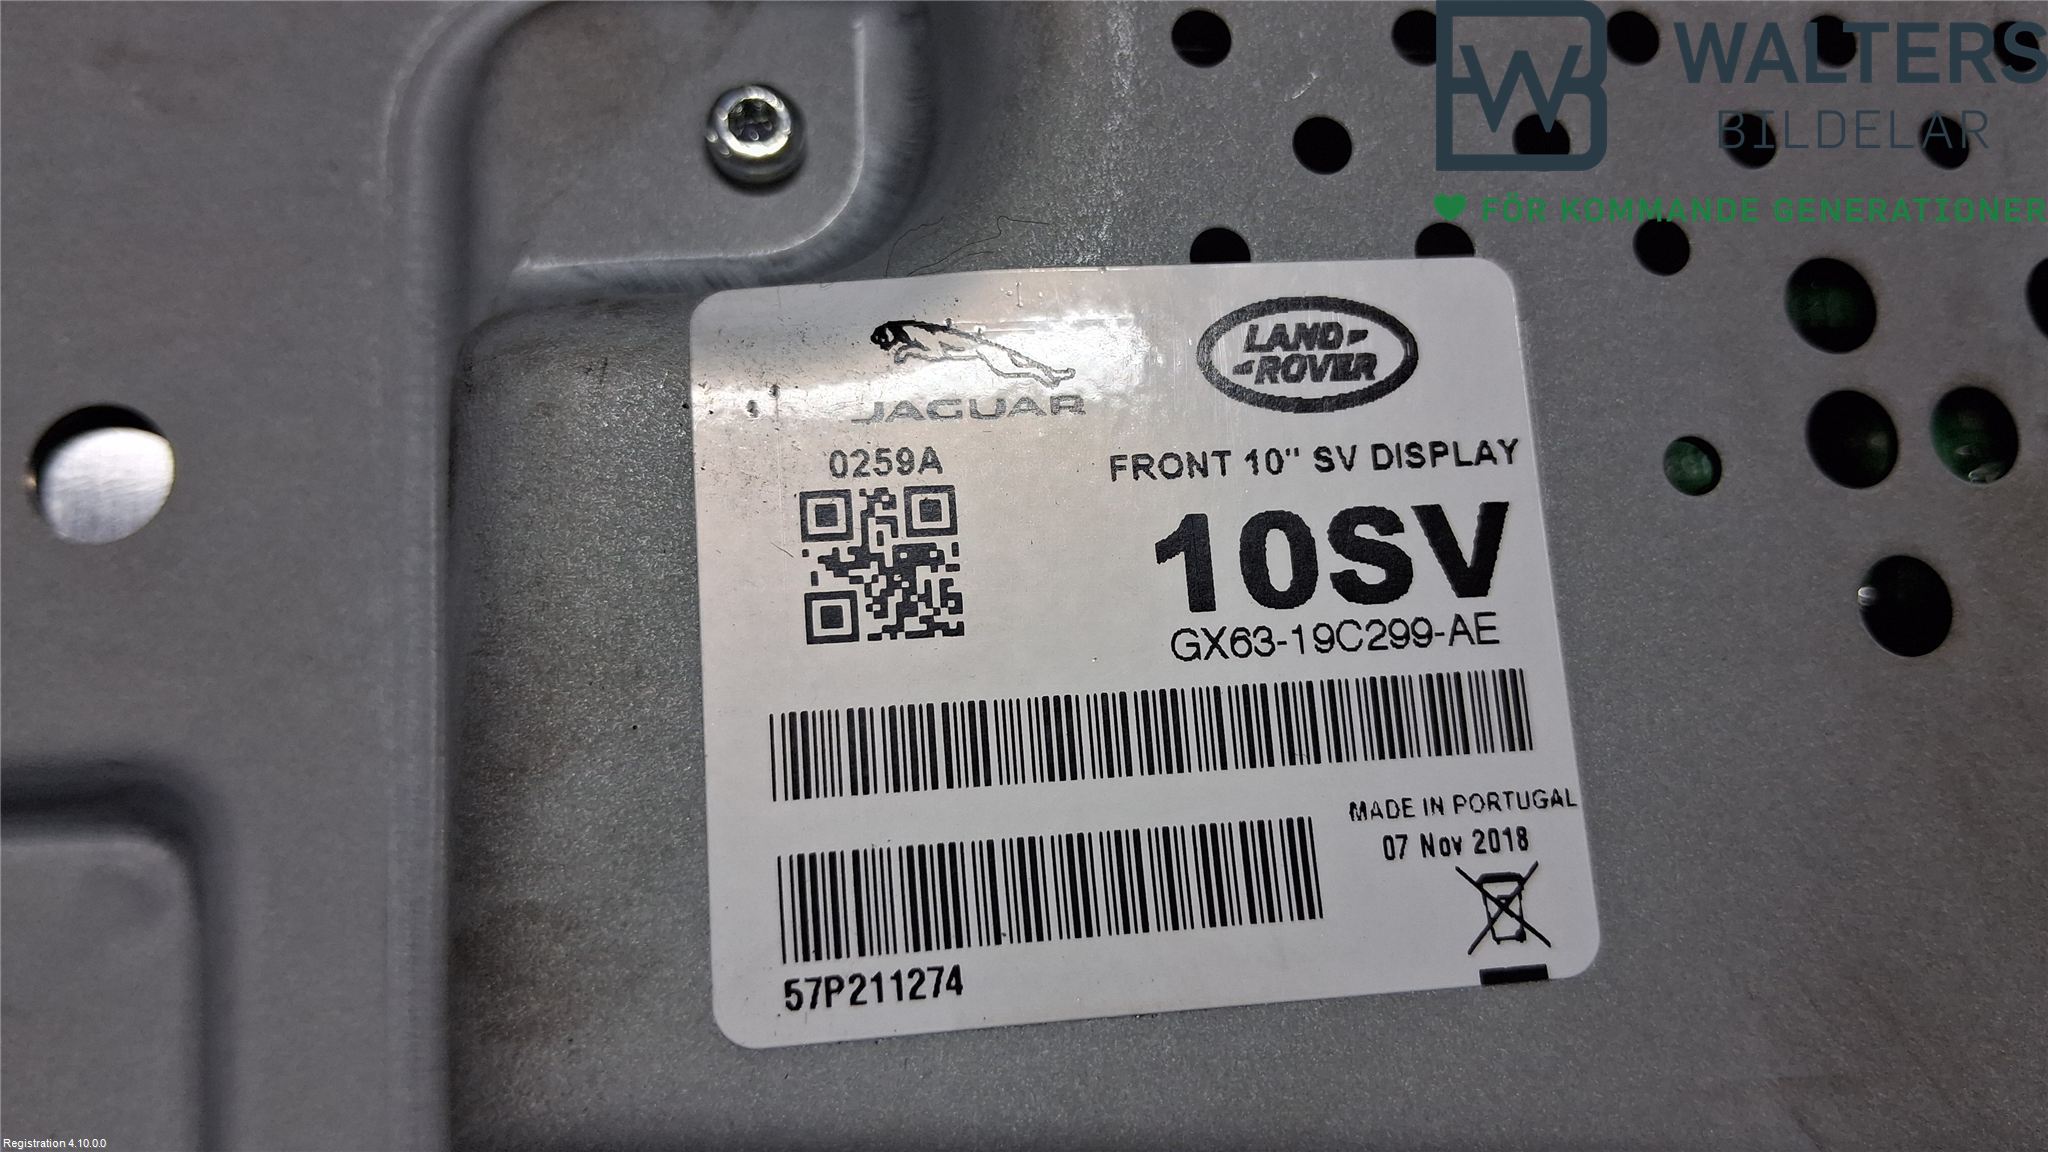 WALTERS
BILDELAR
FÖR KOMMANDE GENERATIONER
JAGUAR
LAND
ROVER
0259A
FRONT 10" SV DISPLAY
10SV
GX63-19C299-AE
MADE IN PORTUGAL
07 Nov 2018
57P211274
Registration 4.10.0.0